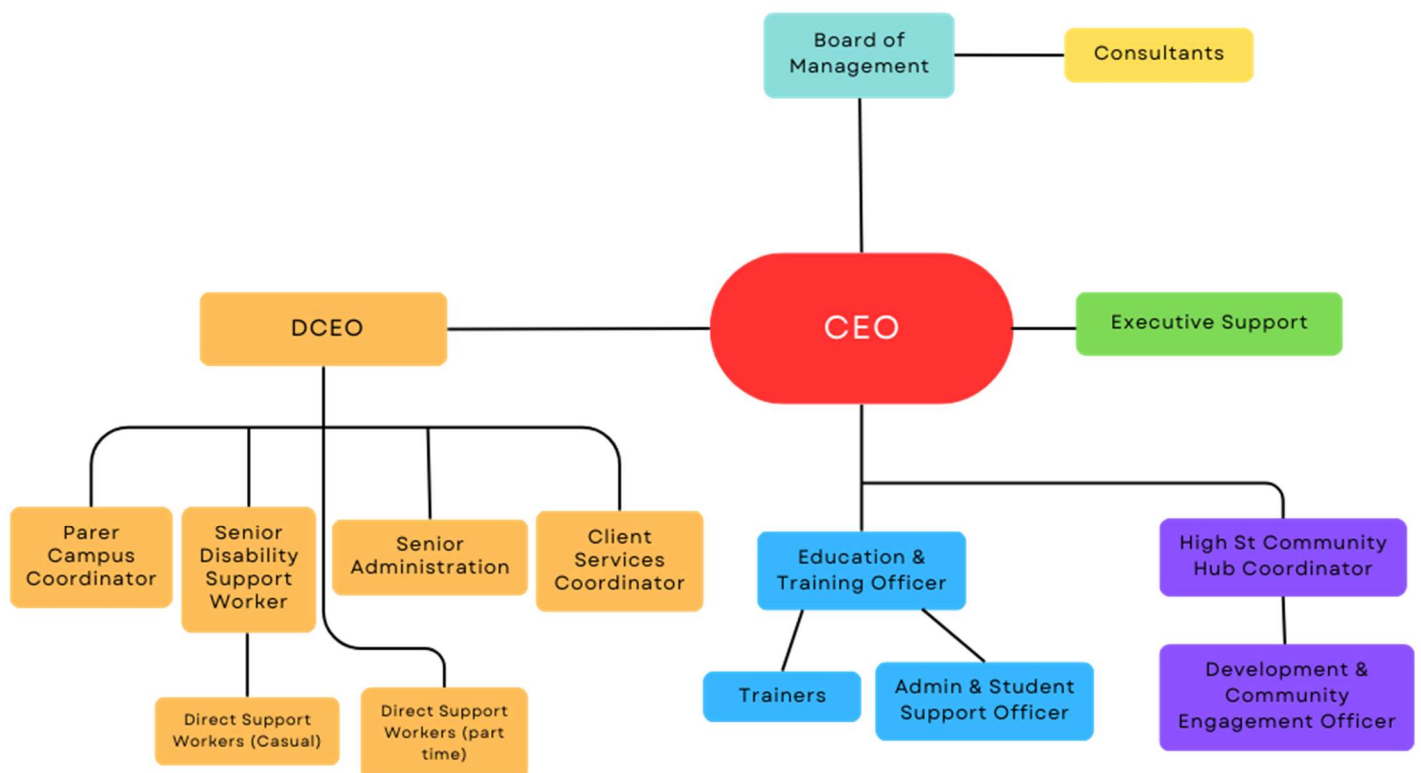 Board of
Management
Consultants
DCEO
CEO
Executive Support
Parer
Campus
Coordinator
Senior
Disability
Support
Worker
Senior
Administration
Client
Services
Coordinator
Education &
Training Officer
High St Community
Hub Coordinator
Direct Support
Workers (Casual)
Direct Support
Workers (part
time)
Trainers
Admin & Student
Support Officer
Development &
Community
Engagement Officer